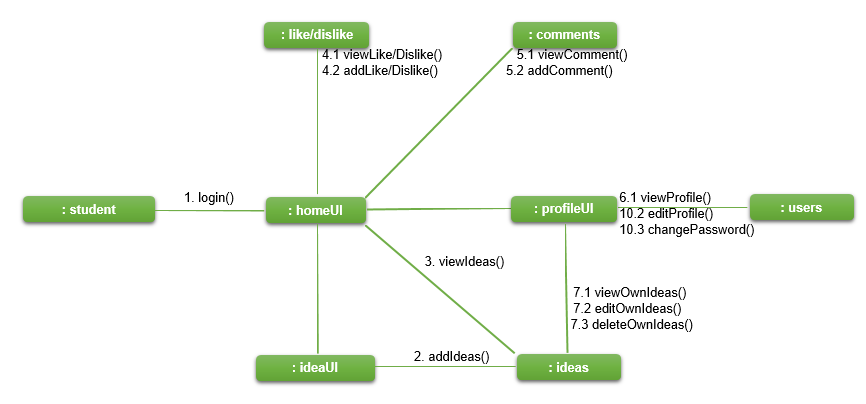 : like/dislike
: comments
4.1 viewLike/Dislike()
4.2 addLike/Dislike()
5.1 viewComment()
5.2 addComment()
: student
1. login()
: homeUI
: profileUI
6.1 viewProfile()
10.2 editProfile()
10.3 changePassword()
: users
3. viewIdeas()
7.1 viewOwnIdeas()
7.2 editOwnIdeas()
7.3 deleteOwnIdeas()
: ideaUI
2. addIdeas()
: ideas